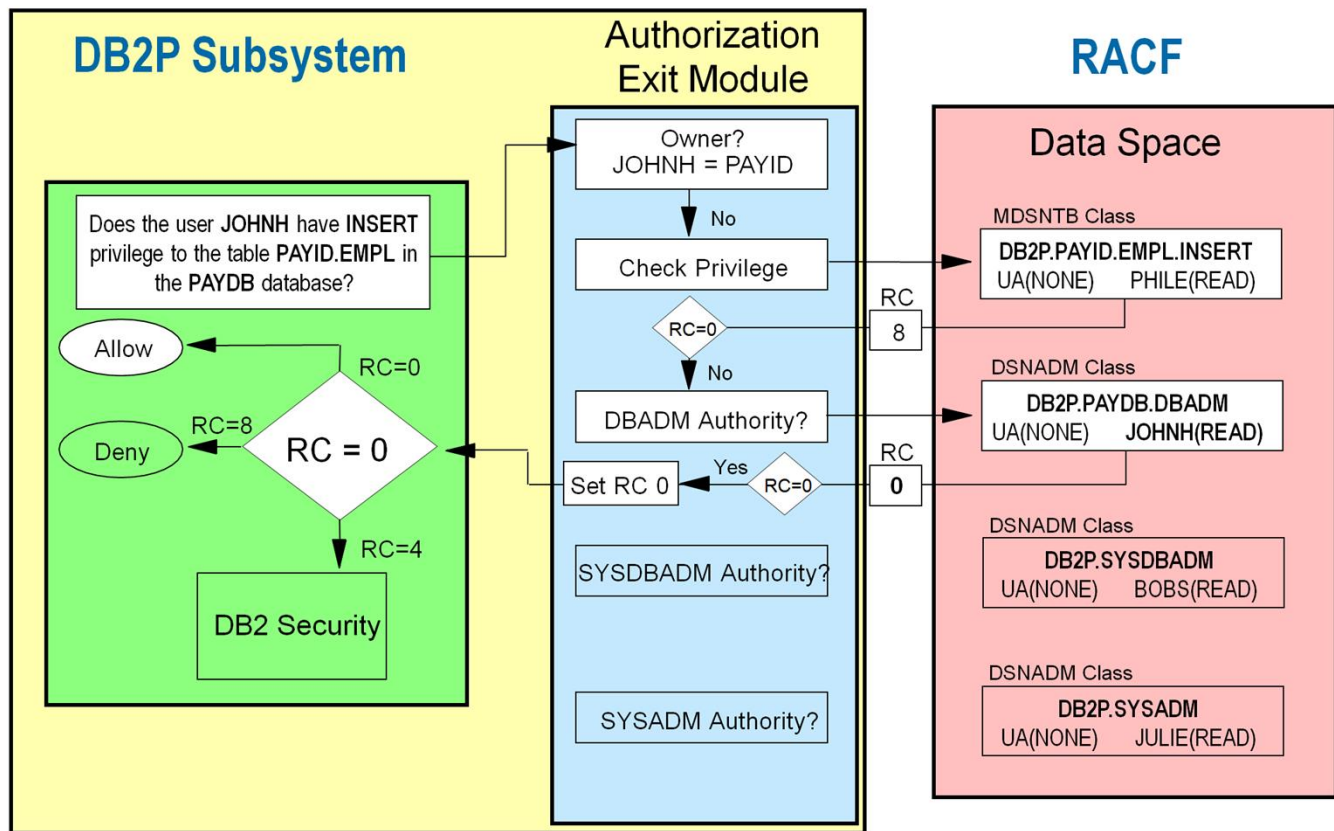 DB2P Subsystem
Authorization
Exit Module
RACF
Owner?
JOHNH = PAYID
Data Space
Does the user JOHNH have INSERT
privilege to the table PAYID.EMPL in
the PAYDB database?
No
MDSNTB Class
DB2P.PAYID.EMPL.INSERT
UA(NONE) PHILE(READ)
Check Privilege
RC
8
RC=0
No
Allow
RC=0
DSNADM Class
DB2P.PAYDB.DBADM
UA(NONE) JOHNH(READ)
DBADM Authority?
RC=8
Deny
RC = 0
RC
0
Yes
RC=0
Set RC 0
RC=4
DSNADM Class
DB2P.SYSDBADM
UA(NONE) BOBS(READ)
SYSDBADM Authority?
DB2 Security
DSNADM Class
DB2P.SYSADM
UA(NONE) JULIE(READ)
SYSADM Authority?